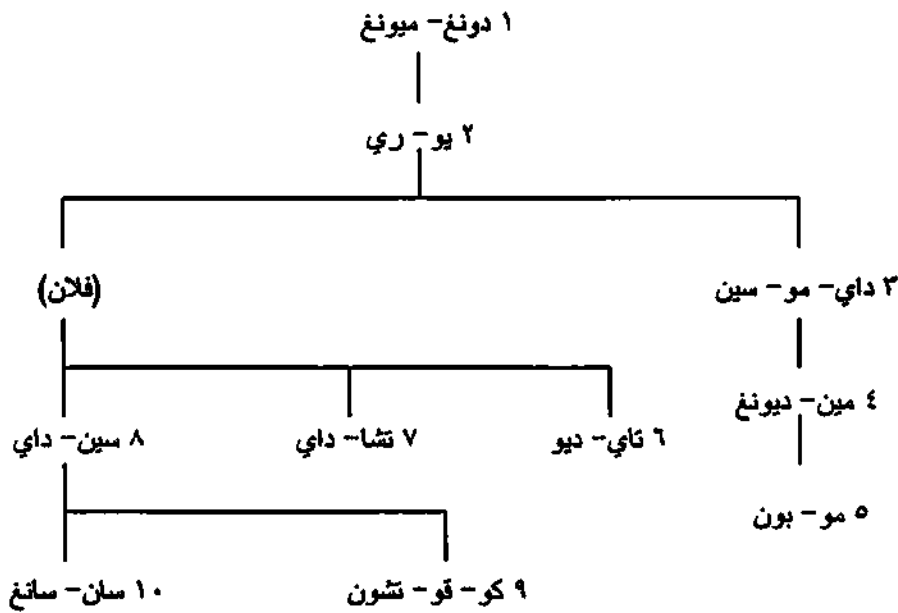 ١ دونغ- ميونغ
٢ يو- ري
٣ داي- مو- سين
(فلان)
٤ مين- ديونغ
٦ تاي- ديو
٧ تشا- داي
٨ سين- داي
٥ مو- بون
٩ كو- قو- تشون
١٠ سان- سانغ